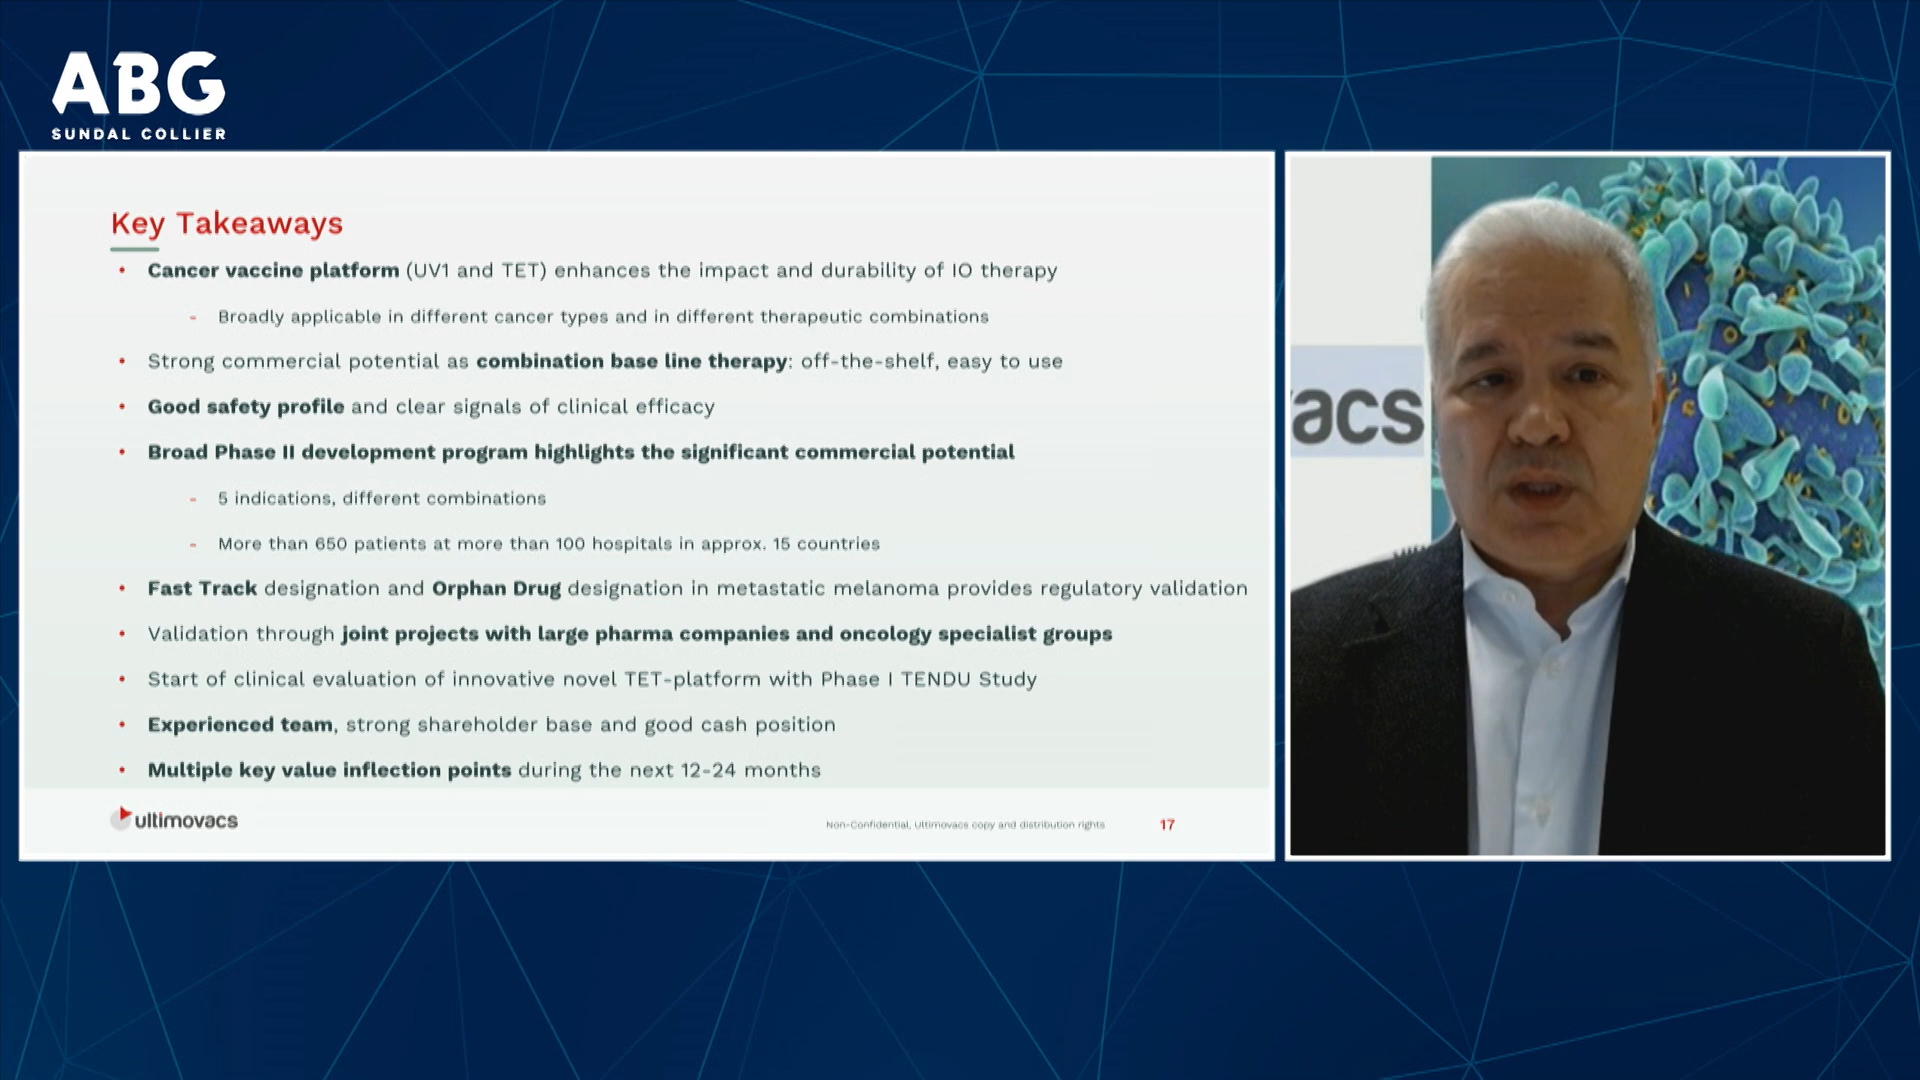 ABG
SUNDAL COLLIER
Key Takeaways
• Cancer vaccine platform (UV1 and TET) enhances the impact and durability of IO therapy
- Broadly applicable in different cancer types and in different therapeutic combinations
• Strong commercial potential as combination base line therapy: off-the-shelf, easy to use
• Good safety profile and clear signals of clinical efficacy
• Broad Phase II development program highlights the significant commercial potential
- 5 indications, different combinations
- More than 650 patients at more than 100 hospitals in approx. 15 countries
• Fast Track designation and Orphan Drug designation in metastatic melanoma provides regulatory validation
• Validation through joint projects with large pharma companies and oncology specialist groups
• Start of clinical evaluation of innovative novel TET-platform with Phase I TENDU Study
• Experienced team, strong shareholder base and good cash position
• Multiple key value inflection points during the next 12-24 months
ultimovacs
Non-Confidential, Ultimovacs copy and distribution rights
17
vacs